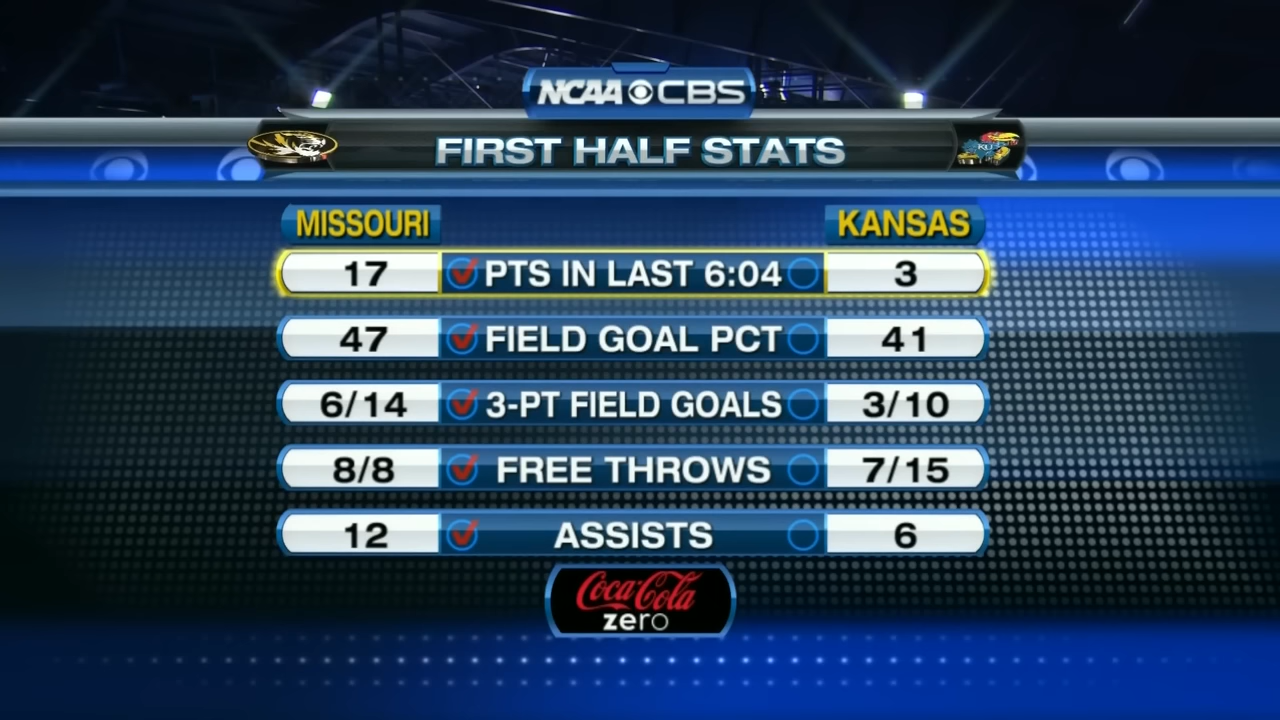 NCAA CBS
FIRST HALF STATS
KU
MISSOURI KANSAS
17 PTS IN LAST 6:04 3
47 FIELD GOAL PCT 41
6/14 3-PT FIELD GOALS 3/10
8/8 FREE THROWS 7/15
12 ASSISTS 6
Coca-Cola
zero